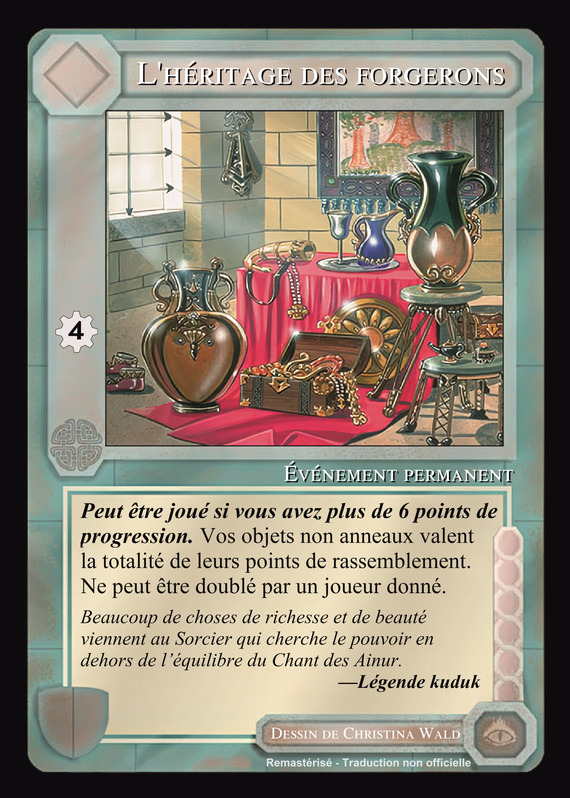 L'héritage des forgerons
4
Événement permanent
Peut être joué si vous avez plus de 6 points de
progression. Vos objets non anneaux valent
la totalité de leurs points de rassemblement.
Ne peut être doublé par un joueur donné.
Beaucoup de choses de richesse et de beauté
viennent au Sorcier qui cherche le pouvoir en
dehors de l’équilibre du Chant des Ainur.
—Légende kuduk
Dessin de Christina Wald
Remastérisé - Traduction non officielle